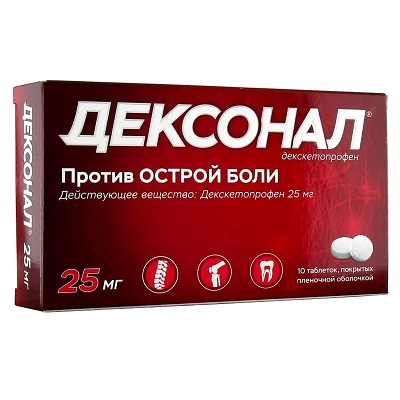 ДЕКСОНАЛ®
декскетопрофен
Против ОСТРОЙ БОЛИ
Действующее вещество: Декскетопрофен 25 мг
25 мг
10 таблеток, покрытых
пленочной оболочкой
ДЕКСОНАЛ® 25 мг